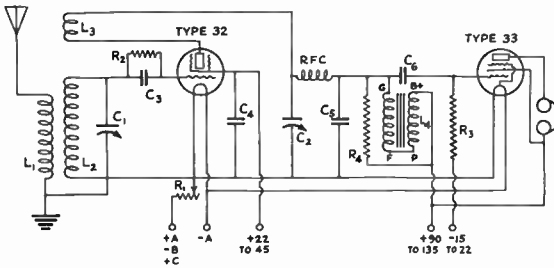 L3
TYPE 32
TYPE 33
R2
RFC
C6
C3
G
B+
C1
C4
C5
L4
R3
C2
R4
L1
L2
F
P
R1
+A
-B
+C
-A
+22
TO 45
+90
TO 135
-15
TO 22